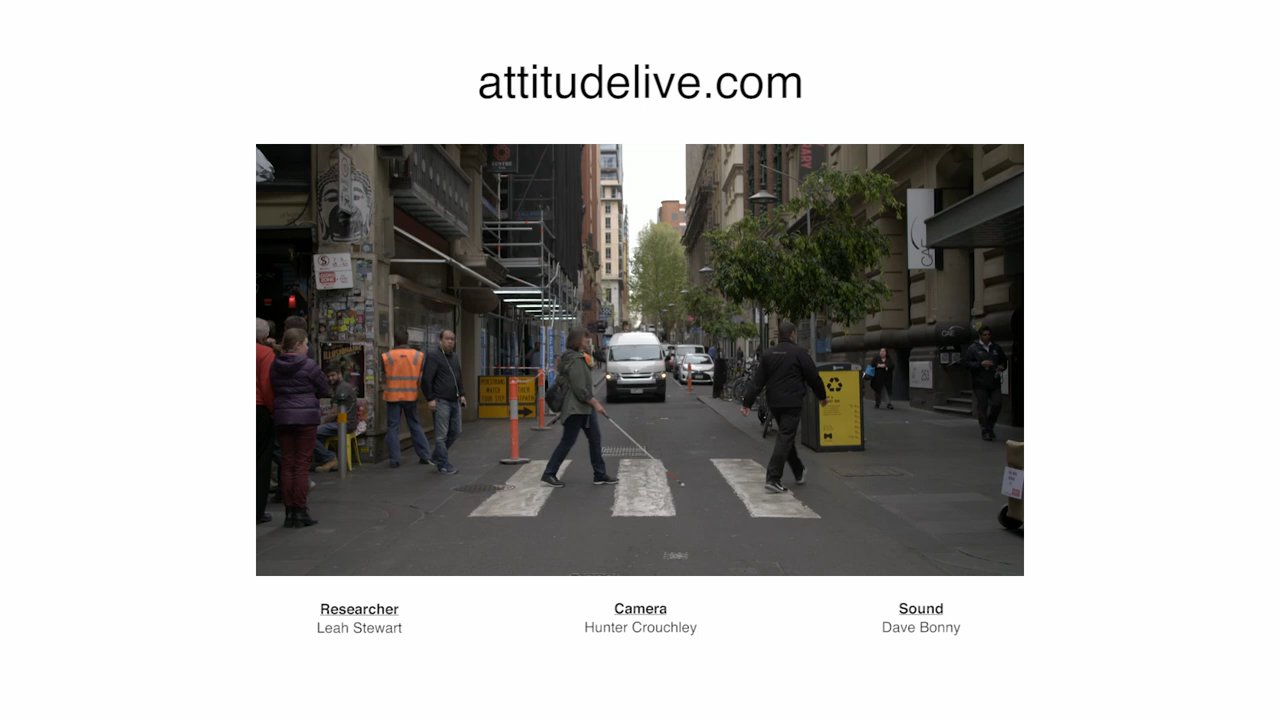 attitudelive.com
Researcher
Leah Stewart
Camera
Hunter Crouchley
Sound
Dave Bonny